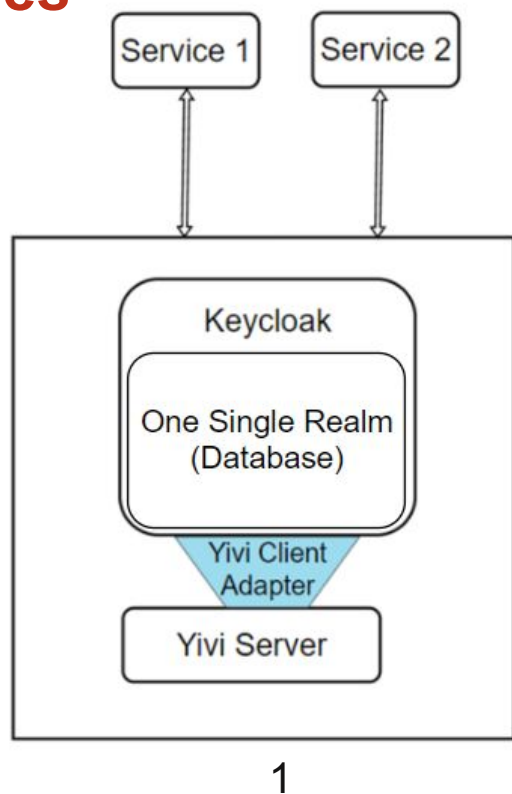 Service 1
Service 2
Keycloak
One Single Realm
(Database)
Yivi Client
Adapter
Yivi Server
1